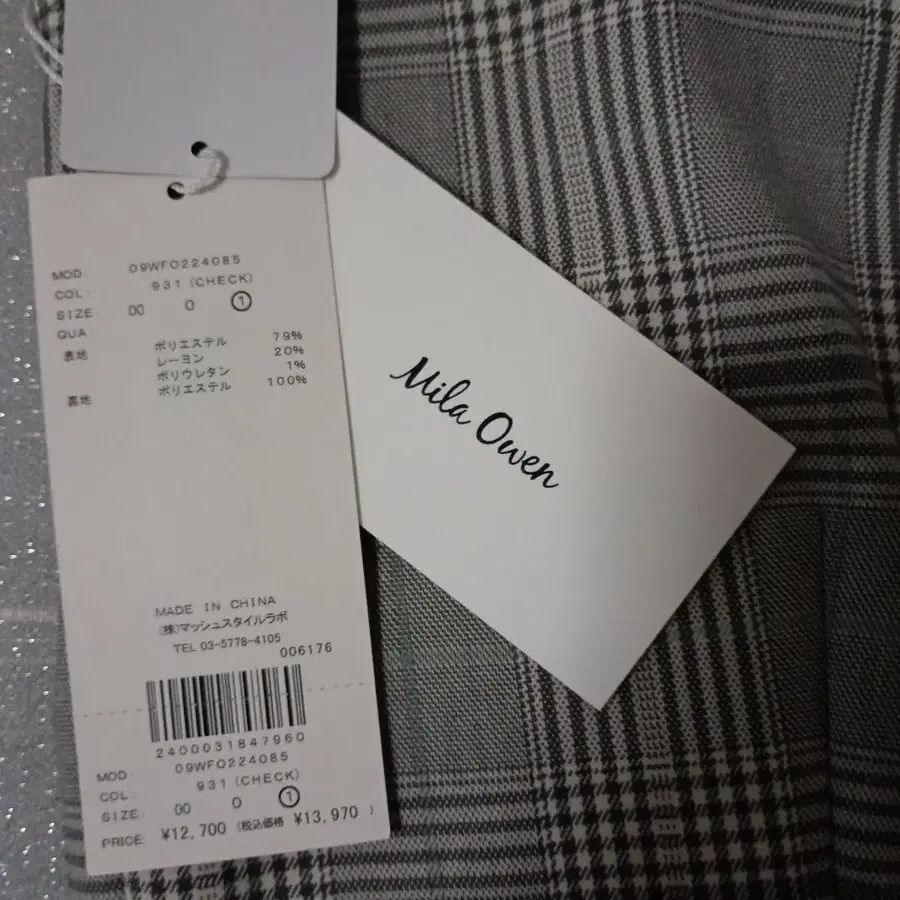 MOD: 09WFO224085
COL: 931 (CHECK)
SIZE 00 0 1
QUA
表地 ポリエステル 79%
レーヨン 20%
ポリウレタン 1%
裏地 ポリエステル 100%
MADE IN CHINA
(株)マッシュスタイルラボ
TEL 03-5778-4105
006176
2400031847960
MOD: 09WFO224085
COL: 931 (CHECK)
SIZE: 00 0 1
PRICE: ¥12,700 (税込価格 ¥13,970 )
Mila Owen